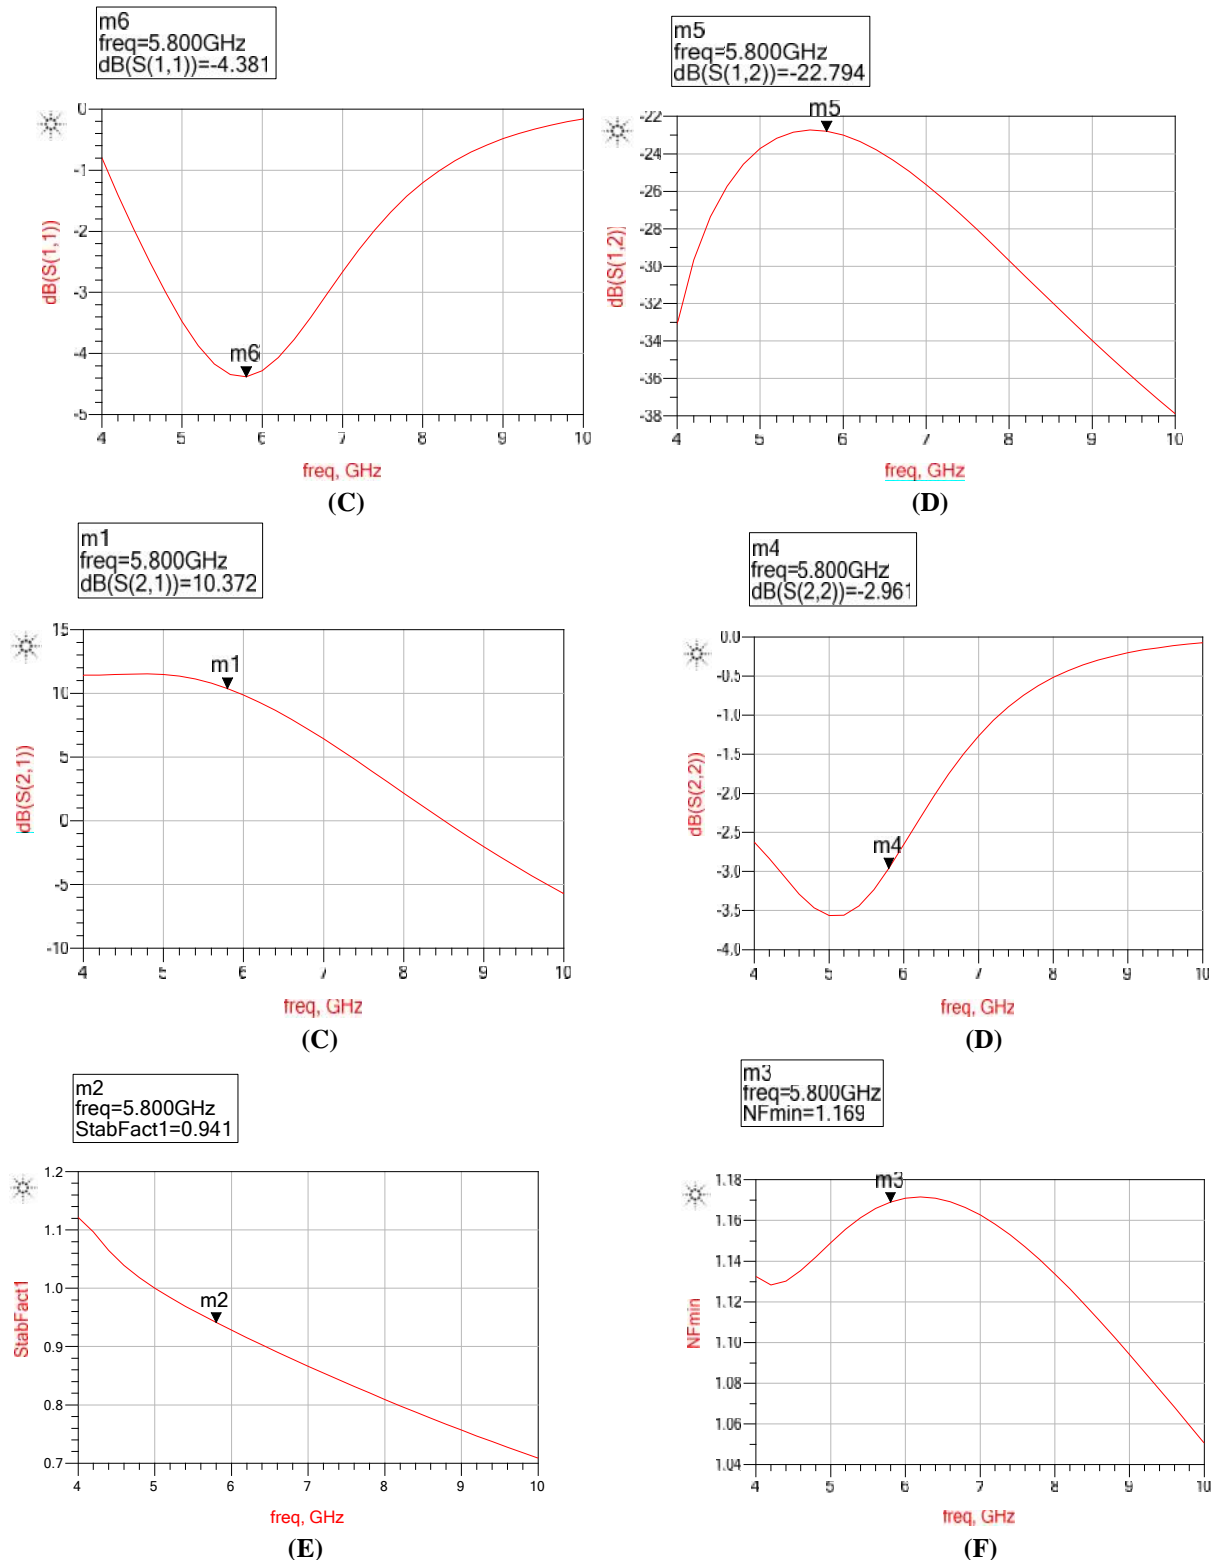 m6
freq=5.800GHz
dB(S(1,1))=-4.381
m5
freq=5.800GHz
dB(S(1,2))=-22.794
0
-1
-2
-3
-4
-5
dB(S(1,1))
m6
4 5 6 7 8 9 10
freq, GHz
(C)
-22
-24
-26
-28
-30
-32
-34
-36
-38
dB(S(1,2))
m5
4 5 6 7 8 9 10
freq, GHz
(D)
m1
freq=5.800GHz
dB(S(2,1))=10.372
m4
freq=5.800GHz
dB(S(2,2))=-2.961
15
10
5
0
-5
-10
dB(S(2,1))
m1
4 5 6 7 8 9 10
freq, GHz
(C)
0.0
-0.5
-1.0
-1.5
-2.0
-2.5
-3.0
-3.5
-4.0
dB(S(2,2))
m4
4 5 6 7 8 9 10
freq, GHz
(D)
m2
freq=5.800GHz
StabFact1=0.941
m3
freq=5.800GHz
NFmin=1.169
1.2
1.1
1.0
0.9
0.8
0.7
StabFact1
m2
4 5 6 7 8 9 10
freq, GHz
(E)
1.18
1.16
1.14
1.12
1.10
1.08
1.06
1.04
NFmin
m3
4 5 6 7 8 9 10
freq, GHz
(F)